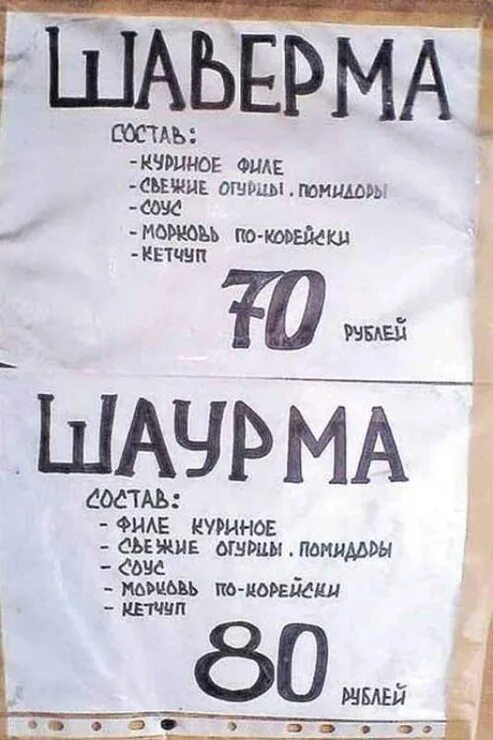 ШАВЕРМА
СОСТАВ:
- КУРИНОЕ ФИЛЕ
- СВЕЖИЕ ОГУРЦЫ. ПОМИДОРЫ
- СОУС
- МОРКОВЬ ПО-КОРЕЙСКИ
- КЕТЧУП
70 РУБЛЕЙ
ШАУРМА
СОСТАВ:
- ФИЛЕ КУРИНОЕ
- СВЕЖИЕ ОГУРЦЫ. ПОМИДОРЫ
- СОУС
- МОРКОВЬ ПО-КОРЕЙСКИ
- КЕТЧУП
80 РУБЛЕЙ